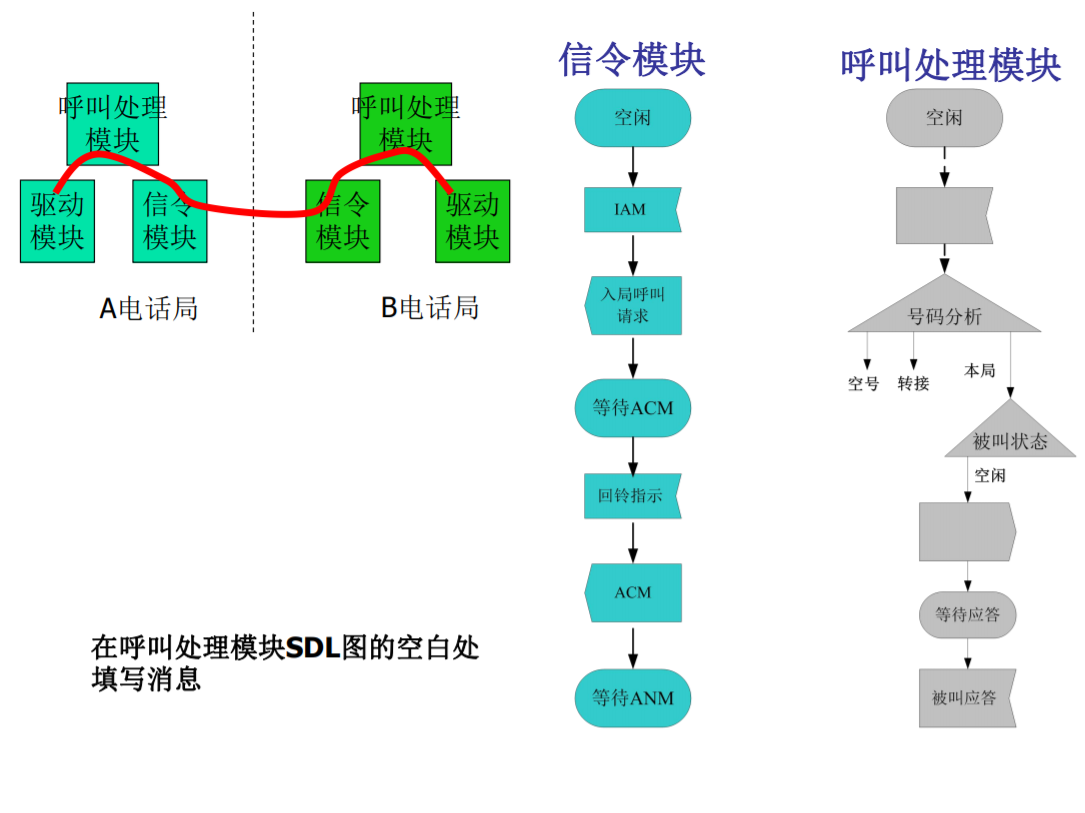 呼叫处理
模块
驱动
模块
信令
模块
A电话局
呼叫处理
模块
信令
模块
驱动
模块
B电话局
在呼叫处理模块SDL图的空白处
填写消息
信令模块
空闲
IAM
入局呼叫
请求
等待ACM
回铃指示
ACM
等待ANM
呼叫处理模块
空闲
号码分析
空号
转接
本局
被叫状态
空闲
等待应答
被叫应答